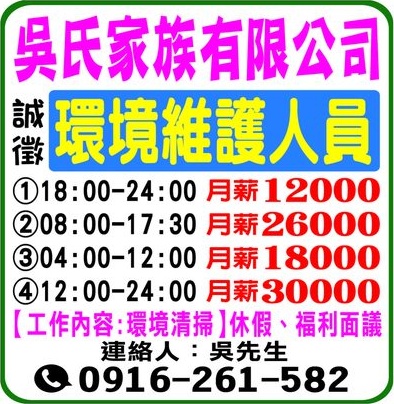 吳氏家族有限公司
誠徵 環境維護人員
①18:00-24:00 月薪12000
②08:00-17:30 月薪26000
③04:00-12:00 月薪18000
④12:00-24:00 月薪30000
【工作內容:環境清掃】休假、福利面議
連絡人：吳先生
0916-261-582